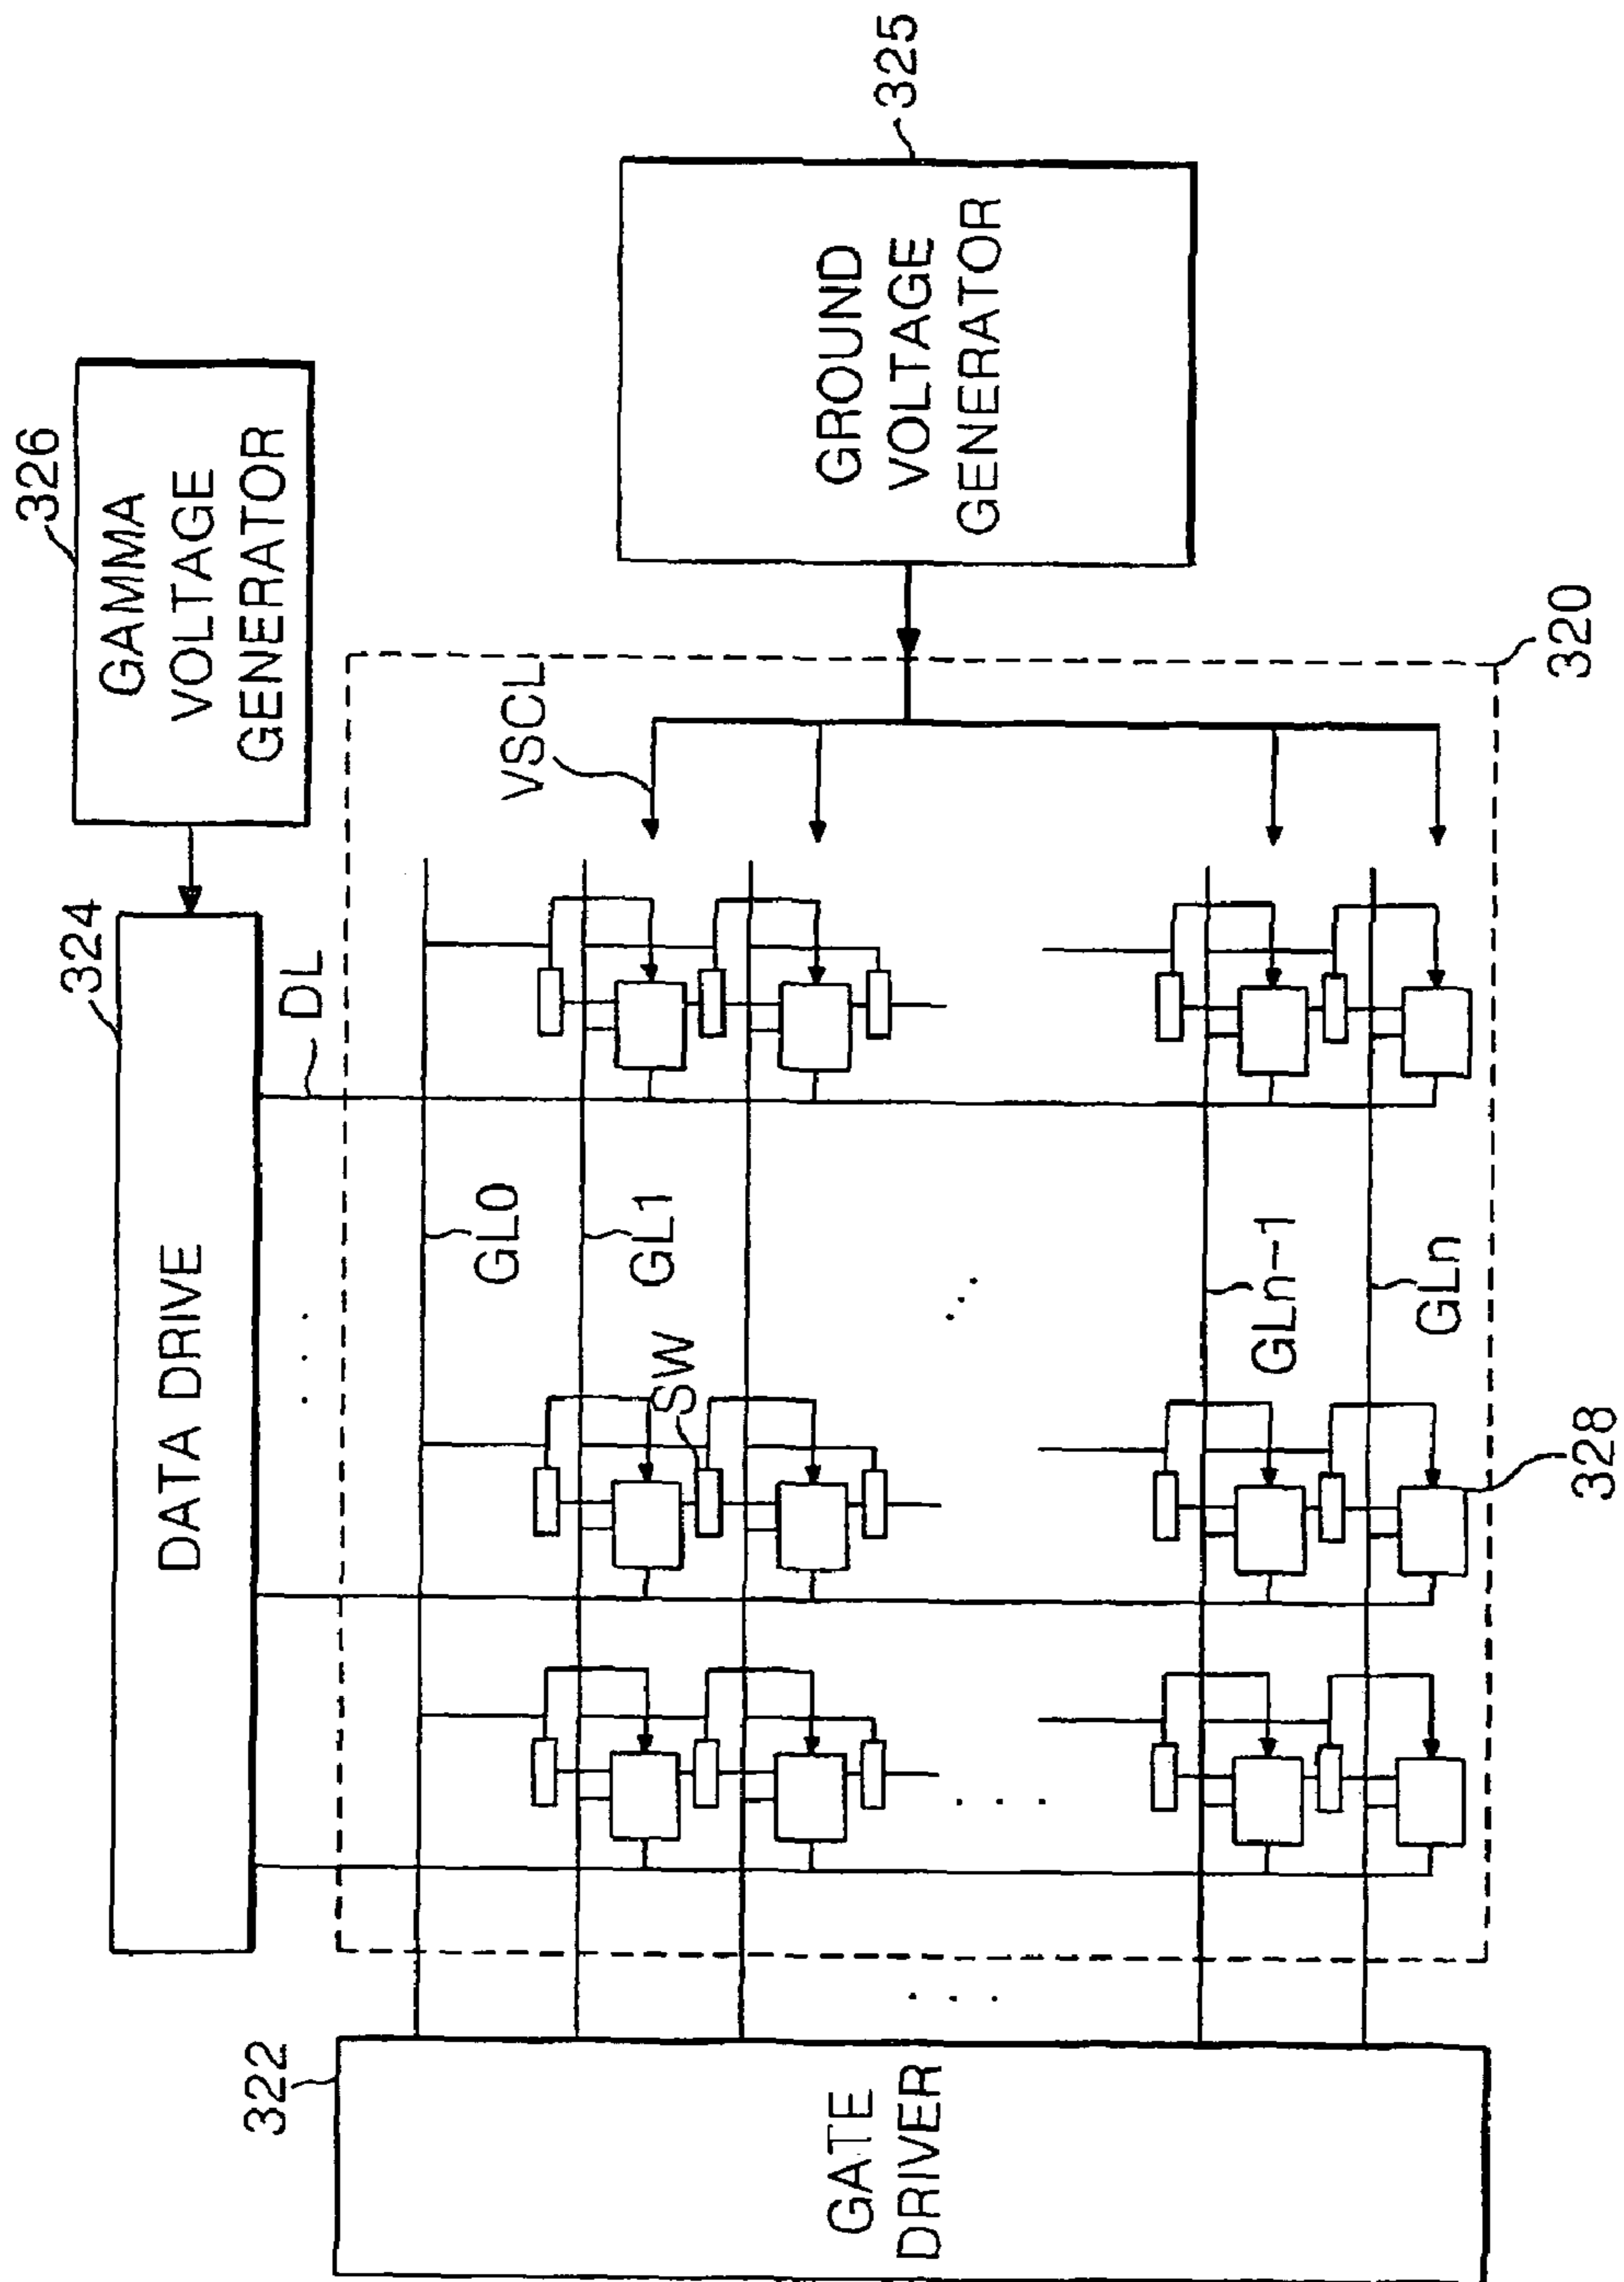 326
GAMMA
VOLTAGE
GENERATOR
324
DATA DRIVE
DL
322
GATE
DRIVER
GL0
GL1
SW
VSCL
GROUND
VOLTAGE
GENERATOR
325
GLn-1
GLn
328
320